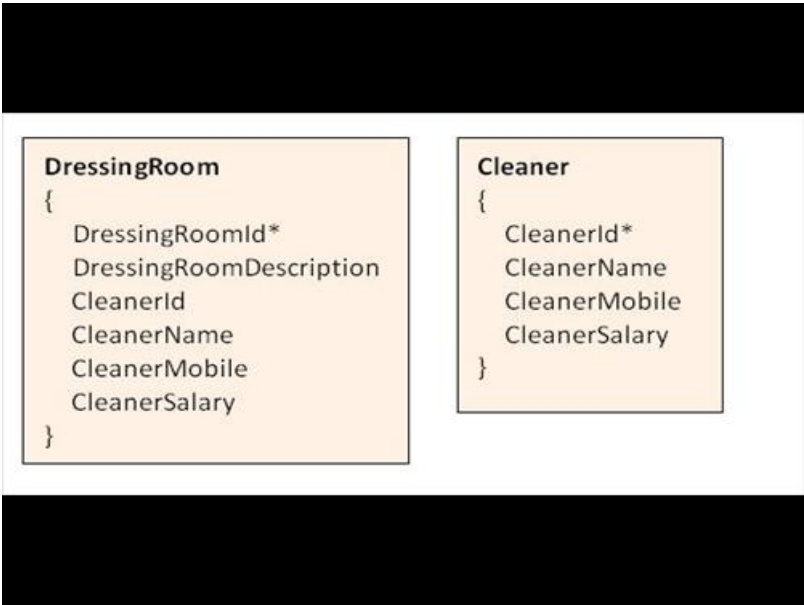 DressingRoom
{
DressingRoomId*
DressingRoomDescription
CleanerId
CleanerName
CleanerMobile
CleanerSalary
}
Cleaner
{
CleanerId*
CleanerName
CleanerMobile
CleanerSalary
}